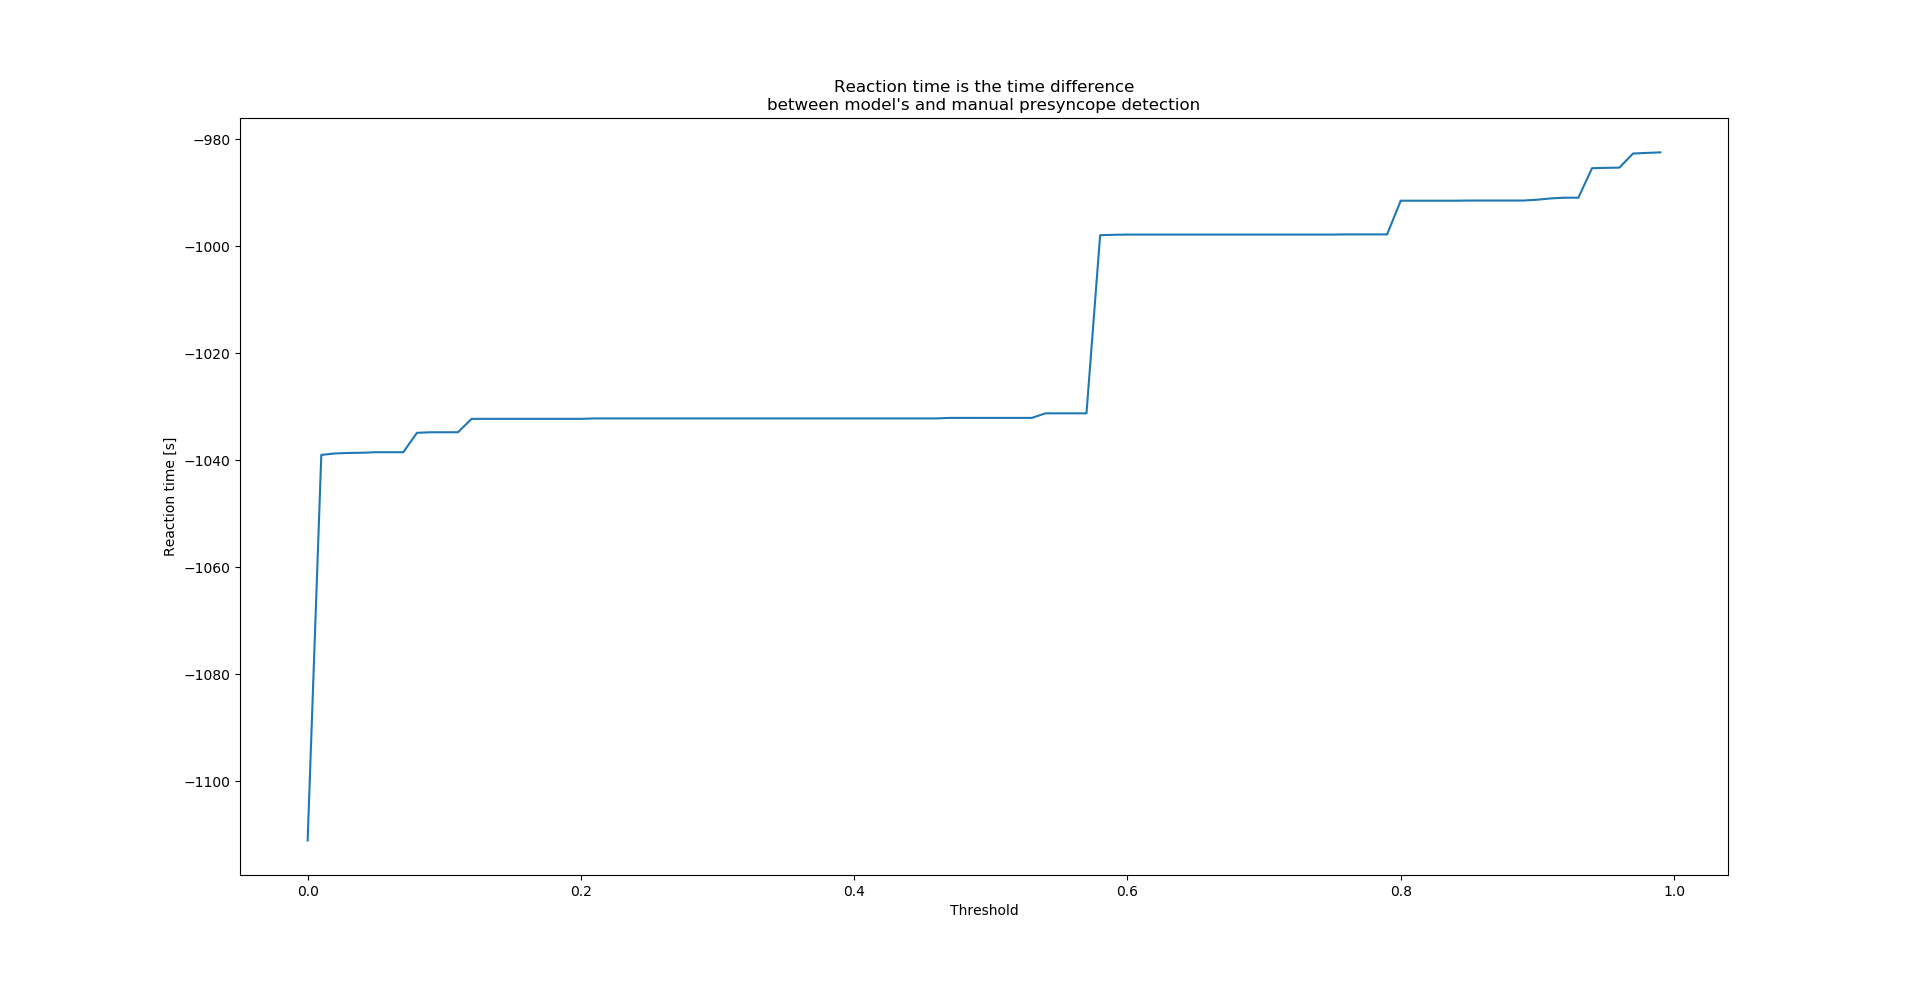 Reaction time is the time difference
between model's and manual presyncope detection
−980
−1000
−1020
−1040
−1060
−1080
−1100
Reaction time [s]
0.0 0.2 0.4 0.6 0.8 1.0
Threshold